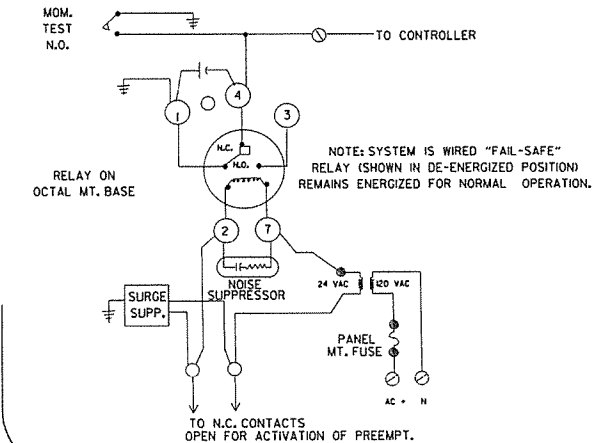 MOM.
TEST
N.O.
TO CONTROLLER
1
4
3
N.C.
N.O.
RELAY ON
OCTAL MT. BASE
NOTE: SYSTEM IS WIRED "FAIL-SAFE"
RELAY (SHOWN IN DE-ENERGIZED POSITION)
REMAINS ENERGIZED FOR NORMAL OPERATION.
2
7
24 VAC
120 VAC
NOISE
SUPPRESSOR
SURGE
SUPP.
PANEL
MT. FUSE
AC +
N
TO N.C. CONTACTS
OPEN FOR ACTIVATION OF PREEMPT.